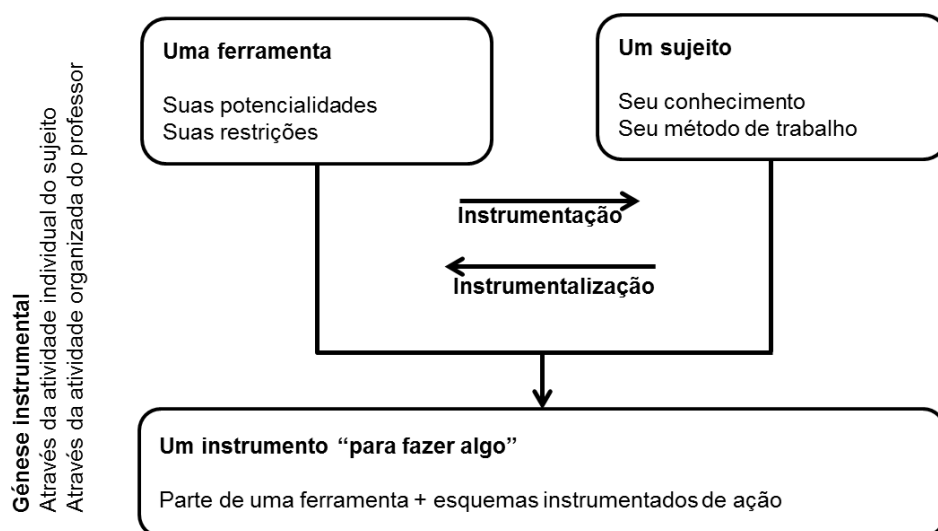 Uma ferramenta
Suas potencialidades
Suas restrições
Um sujeito
Seu conhecimento
Seu método de trabalho
Instrumentação
Instrumentalização
Génese instrumental
Através da atividade individual do sujeito
Através da atividade organizada do professor
Um instrumento “para fazer algo”
Parte de uma ferramenta + esquemas instrumentados de ação